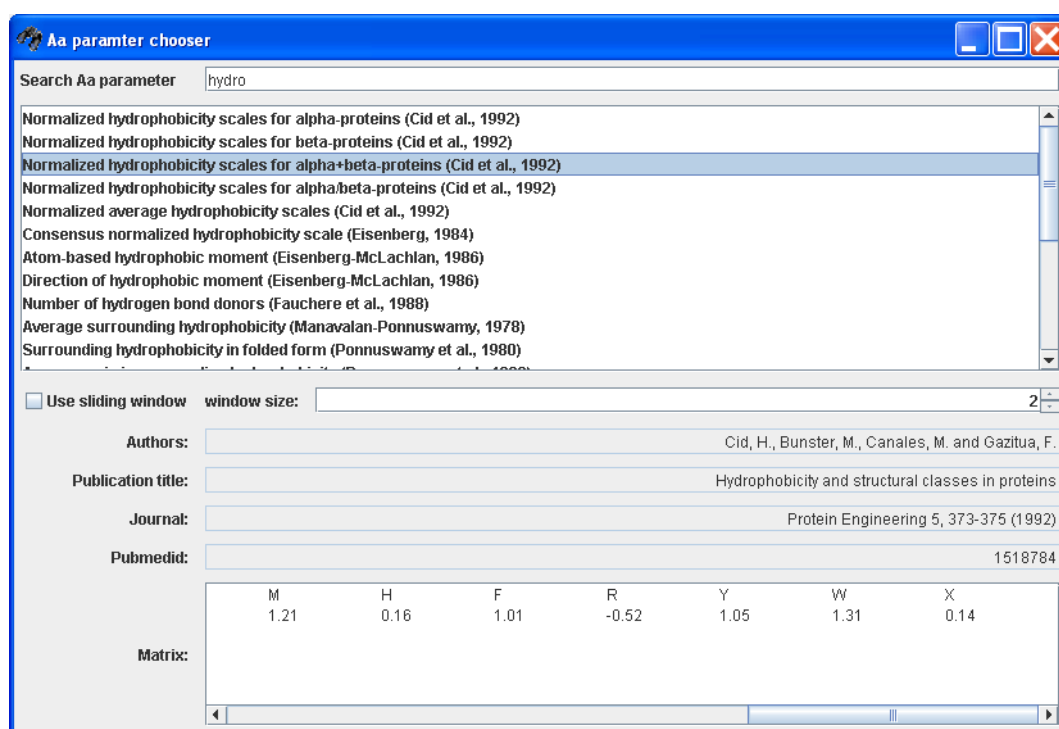 Aa paramter chooser
Search Aa parameter hydro
Normalized hydrophobicity scales for alpha-proteins (Cid et al., 1992)
Normalized hydrophobicity scales for beta-proteins (Cid et al., 1992)
Normalized hydrophobicity scales for alpha+beta-proteins (Cid et al., 1992)
Normalized hydrophobicity scales for alpha/beta-proteins (Cid et al., 1992)
Normalized average hydrophobicity scales (Cid et al., 1992)
Consensus normalized hydrophobicity scale (Eisenberg, 1984)
Atom-based hydrophobic moment (Eisenberg-McLachlan, 1986)
Direction of hydrophobic moment (Eisenberg-McLachlan, 1986)
Number of hydrogen bond donors (Fauchere et al., 1988)
Average surrounding hydrophobicity (Manavalan-Ponnuswamy, 1978)
Surrounding hydrophobicity in folded form (Ponnuswamy et al., 1980)
Use sliding window window size: 2
Authors: Cid, H., Bunster, M., Canales, M. and Gazitua, F.
Publication title: Hydrophobicity and structural classes in proteins
Journal: Protein Engineering 5, 373-375 (1992)
Pubmedid: 1518784
M H F R Y W X
1.21 0.16 1.01 -0.52 1.05 1.31 0.14
Matrix: